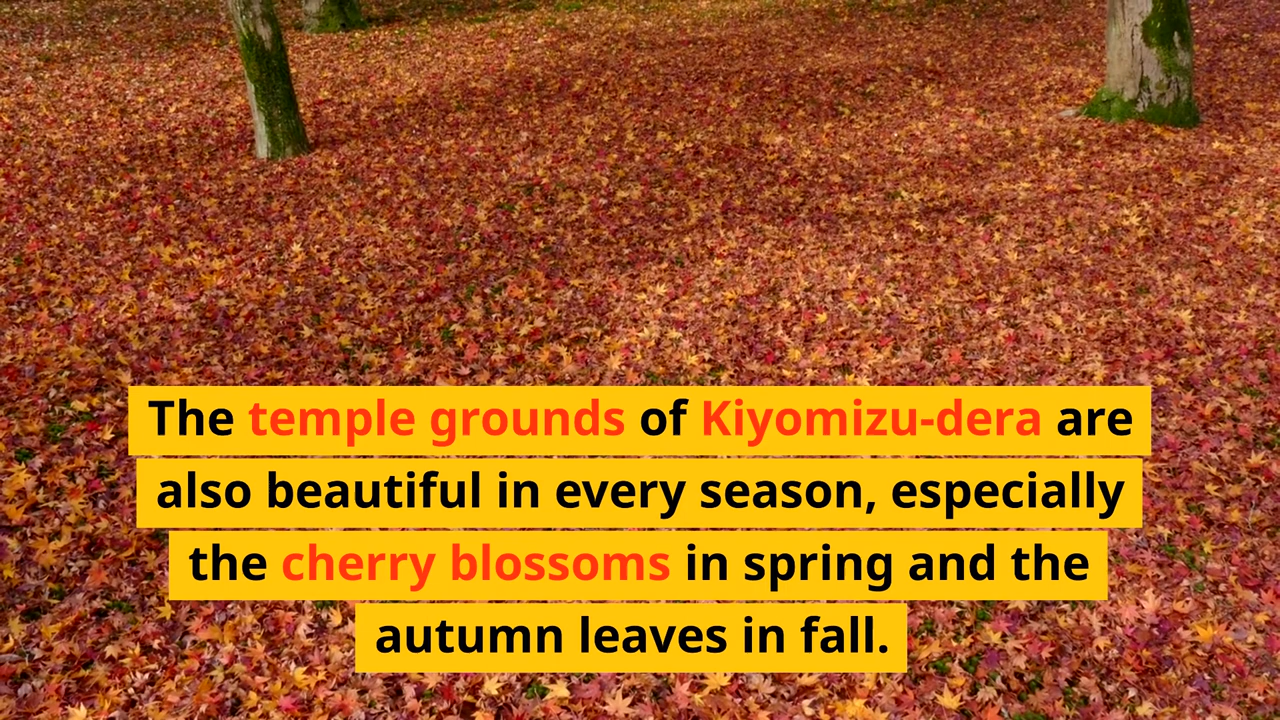 The temple grounds of Kiyomizu-dera are
also beautiful in every season, especially
the cherry blossoms in spring and the
autumn leaves in fall.